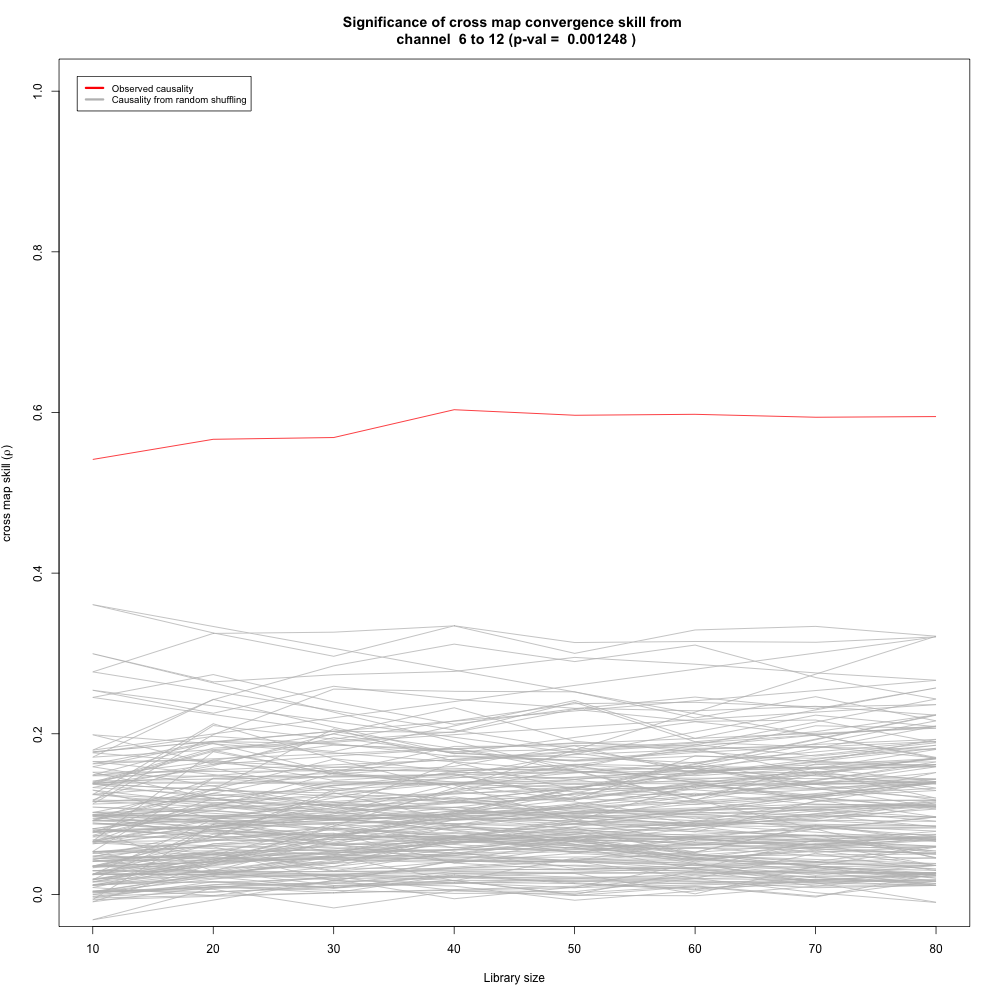 Significance of cross map convergence skill from
channel  6 to 12 (p-val =  0.001248 )
Observed causality
Causality from random shuffling
cross map skill (ρ)
1.0
0.8
0.6
0.4
0.2
0.0
10 20 30 40 50 60 70 80
Library size